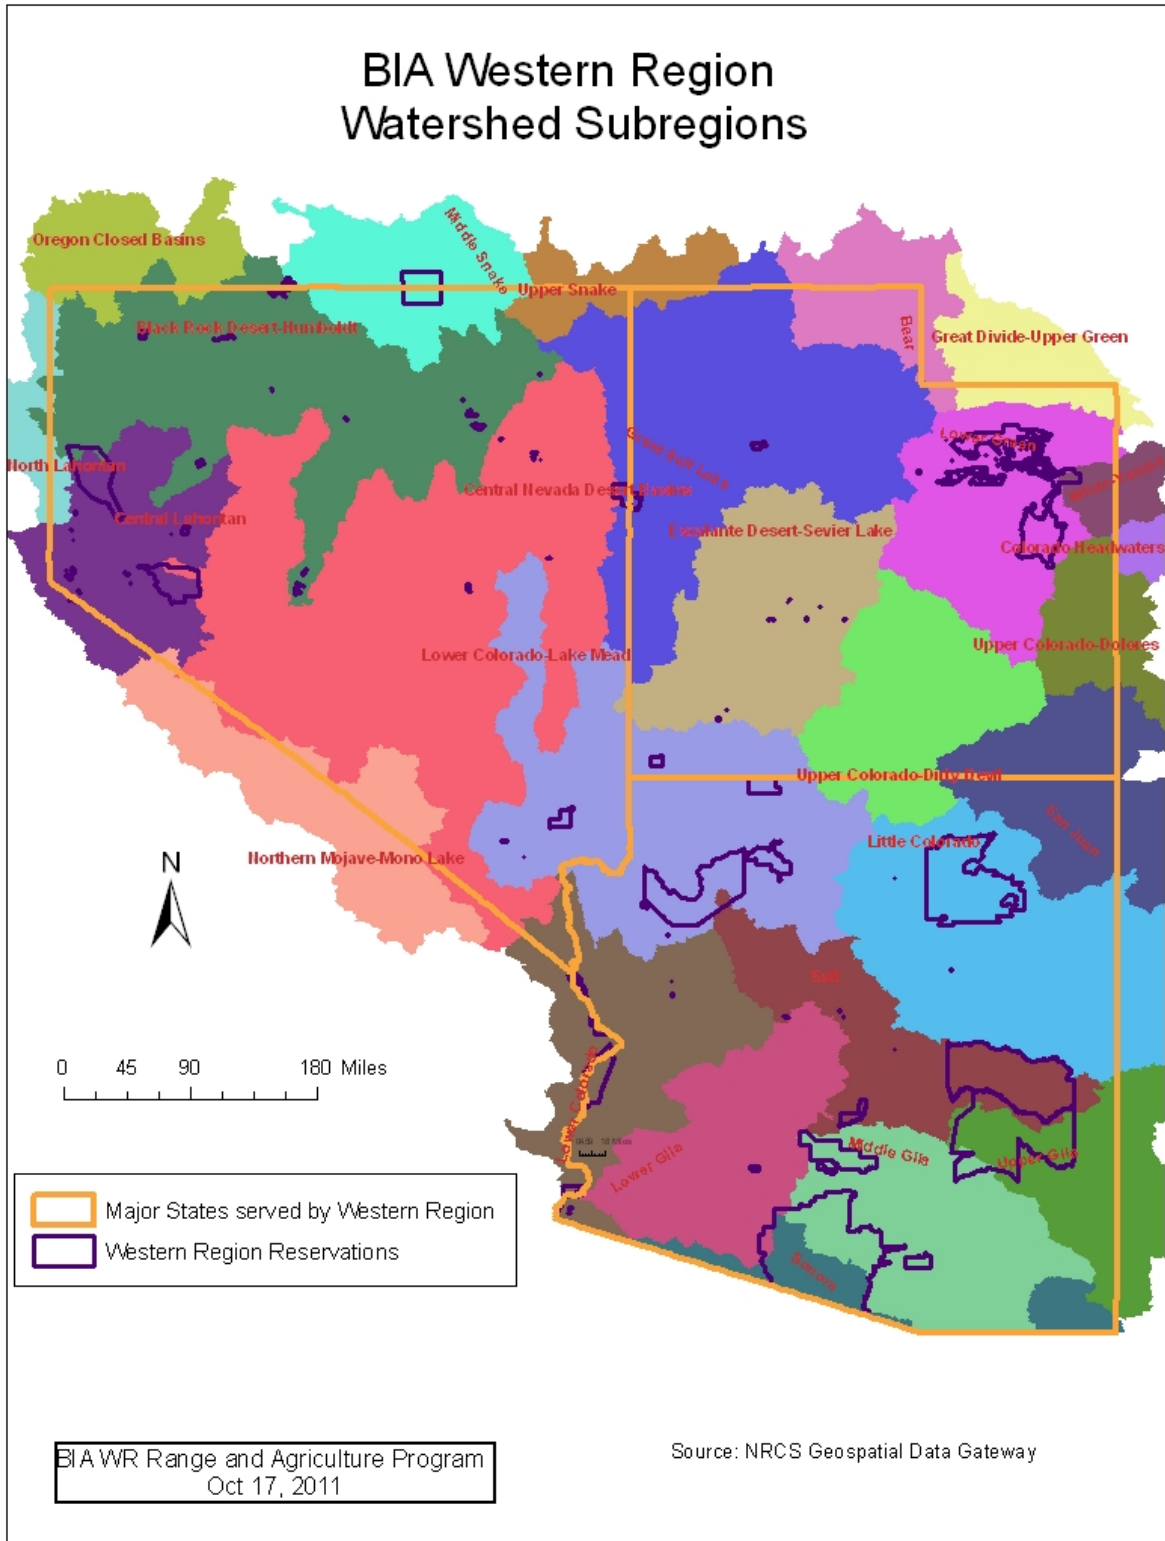 BIA Western Region
Watershed Subregions
Oregon Closed Basins
Middle Snake
Upper Snake
Black Rock Desert-Humboldt
Bear
Great Divide-Upper Green
Lower Green
North Lahontan
Great Salt Lake
Central Nevada Desert Basins
Central Lahontan
Escalante Desert-Sevier Lake
Colorado Headwaters
Lower Colorado-Lake Mead
Upper Colorado-Dolores
Upper Colorado-Dirty Devil
San Juan
Little Colorado
Northern Mojave-Mono Lake
N
Salt
0 45 90 180 Miles
Lower Colorado
Lower Gila
Middle Gila
Upper Gila
Sonora
Major States served by Western Region
Western Region Reservations
BIA WR Range and Agriculture Program
Oct 17, 2011
Source: NRCS Geospatial Data Gateway